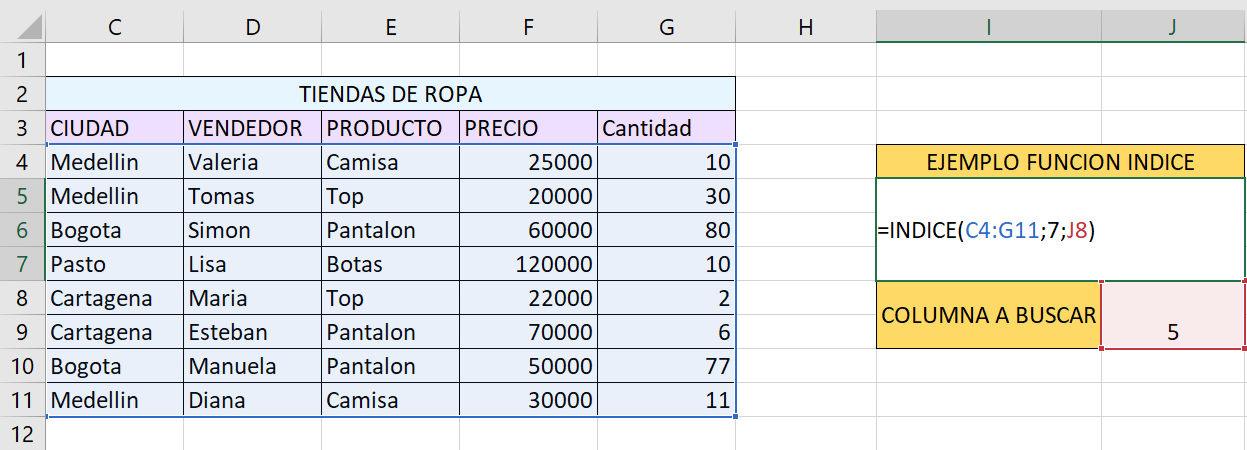 C D E F G H I J
1
2 TIENDAS DE ROPA
3 CIUDAD VENDEDOR PRODUCTO PRECIO Cantidad
4 Medellin Valeria Camisa 25000 10 EJEMPLO FUNCION INDICE
5 Medellin Tomas Top 20000 30
6 Bogota Simon Pantalon 60000 80 =INDICE(C4:G11;7;J8)
7 Pasto Lisa Botas 120000 10
8 Cartagena Maria Top 22000 2 COLUMNA A BUSCAR 5
9 Cartagena Esteban Pantalon 70000 6
10 Bogota Manuela Pantalon 50000 77
11 Medellin Diana Camisa 30000 11
12